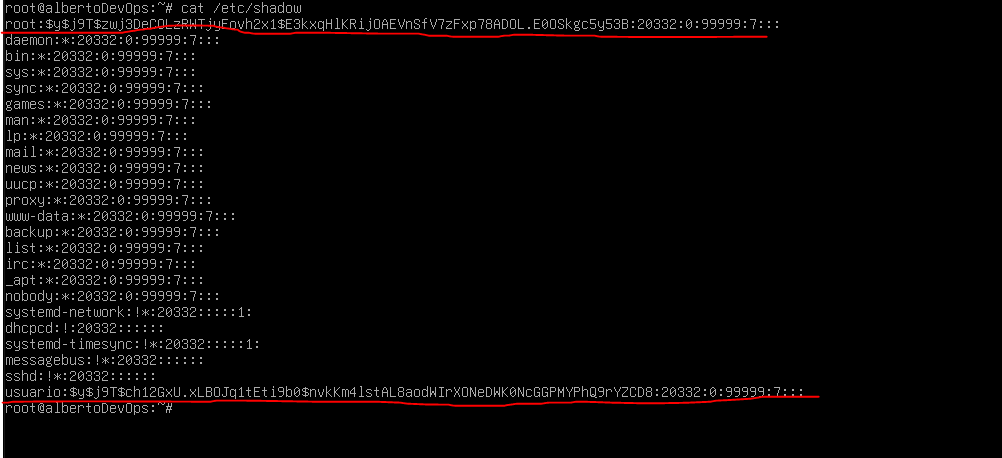 root@albertoDevOps:~# cat /etc/shadow
root:$y$j9T$zwj3DeCOLzRWTjyEovh2x1$E3kxqHlKRijOAEVnSfV7zFxp78ADOL.E0OSkgc5y53B:20332:0:99999:7:::
daemon:*:20332:0:99999:7:::
bin:*:20332:0:99999:7:::
sys:*:20332:0:99999:7:::
sync:*:20332:0:99999:7:::
games:*:20332:0:99999:7:::
man:*:20332:0:99999:7:::
lp:*:20332:0:99999:7:::
mail:*:20332:0:99999:7:::
news:*:20332:0:99999:7:::
uucp:*:20332:0:99999:7:::
proxy:*:20332:0:99999:7:::
www-data:*:20332:0:99999:7:::
backup:*:20332:0:99999:7:::
list:*:20332:0:99999:7:::
irc:*:20332:0:99999:7:::
_apt:*:20332:0:99999:7:::
nobody:*:20332:0:99999:7:::
systemd-network:!*:20332:::::1:
dhcpcd:!:20332::::::
systemd-timesync:!*:20332:::::1:
messagebus:!*:20332::::::
sshd:!*:20332::::::
usuario:$y$j9T$ch12GxU.xLBOJq1tEti9b0$nvkKm4lstAL8aodWIrXONeDWK0NcGGPMYPhQ9rYZCD8:20332:0:99999:7:::
root@albertoDevOps:~#